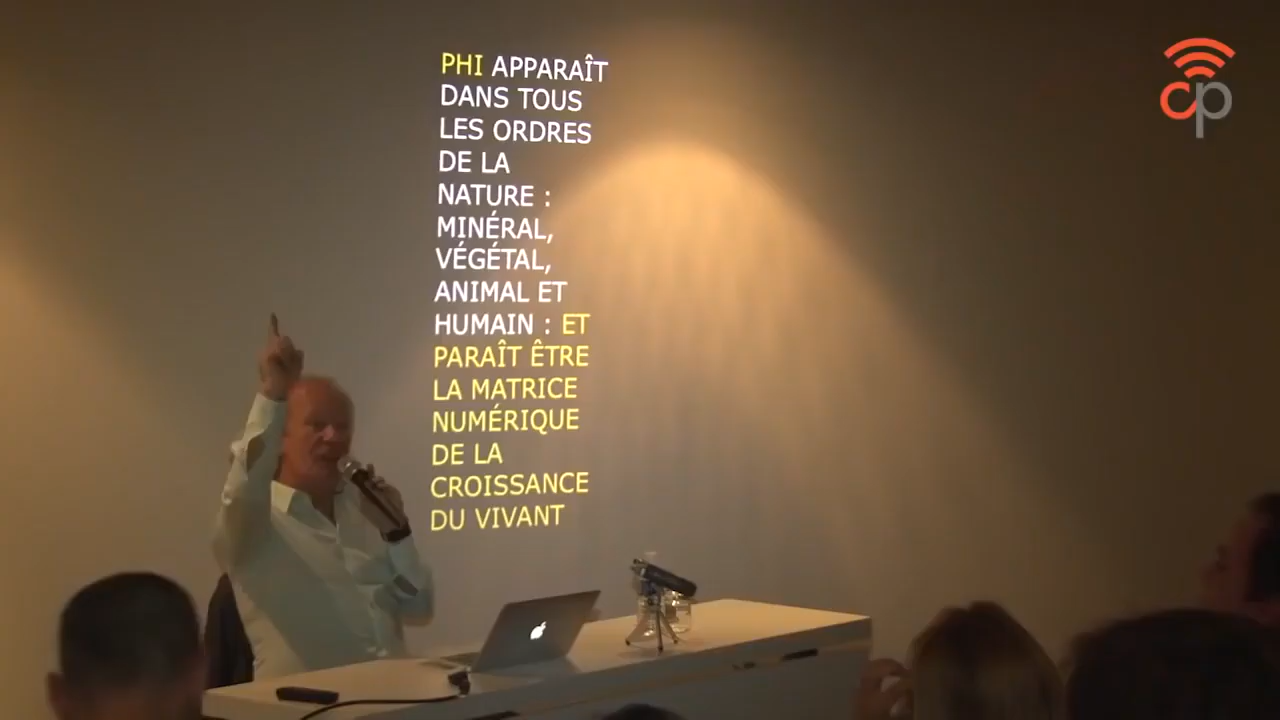 PHI APPARAÎT
DANS TOUS
LES ORDRES
DE LA
NATURE :
MINÉRAL,
VÉGÉTAL,
ANIMAL ET
HUMAIN : ET
PARAÎT ÊTRE
LA MATRICE
NUMÉRIQUE
DE LA
CROISSANCE
DU VIVANT
cp